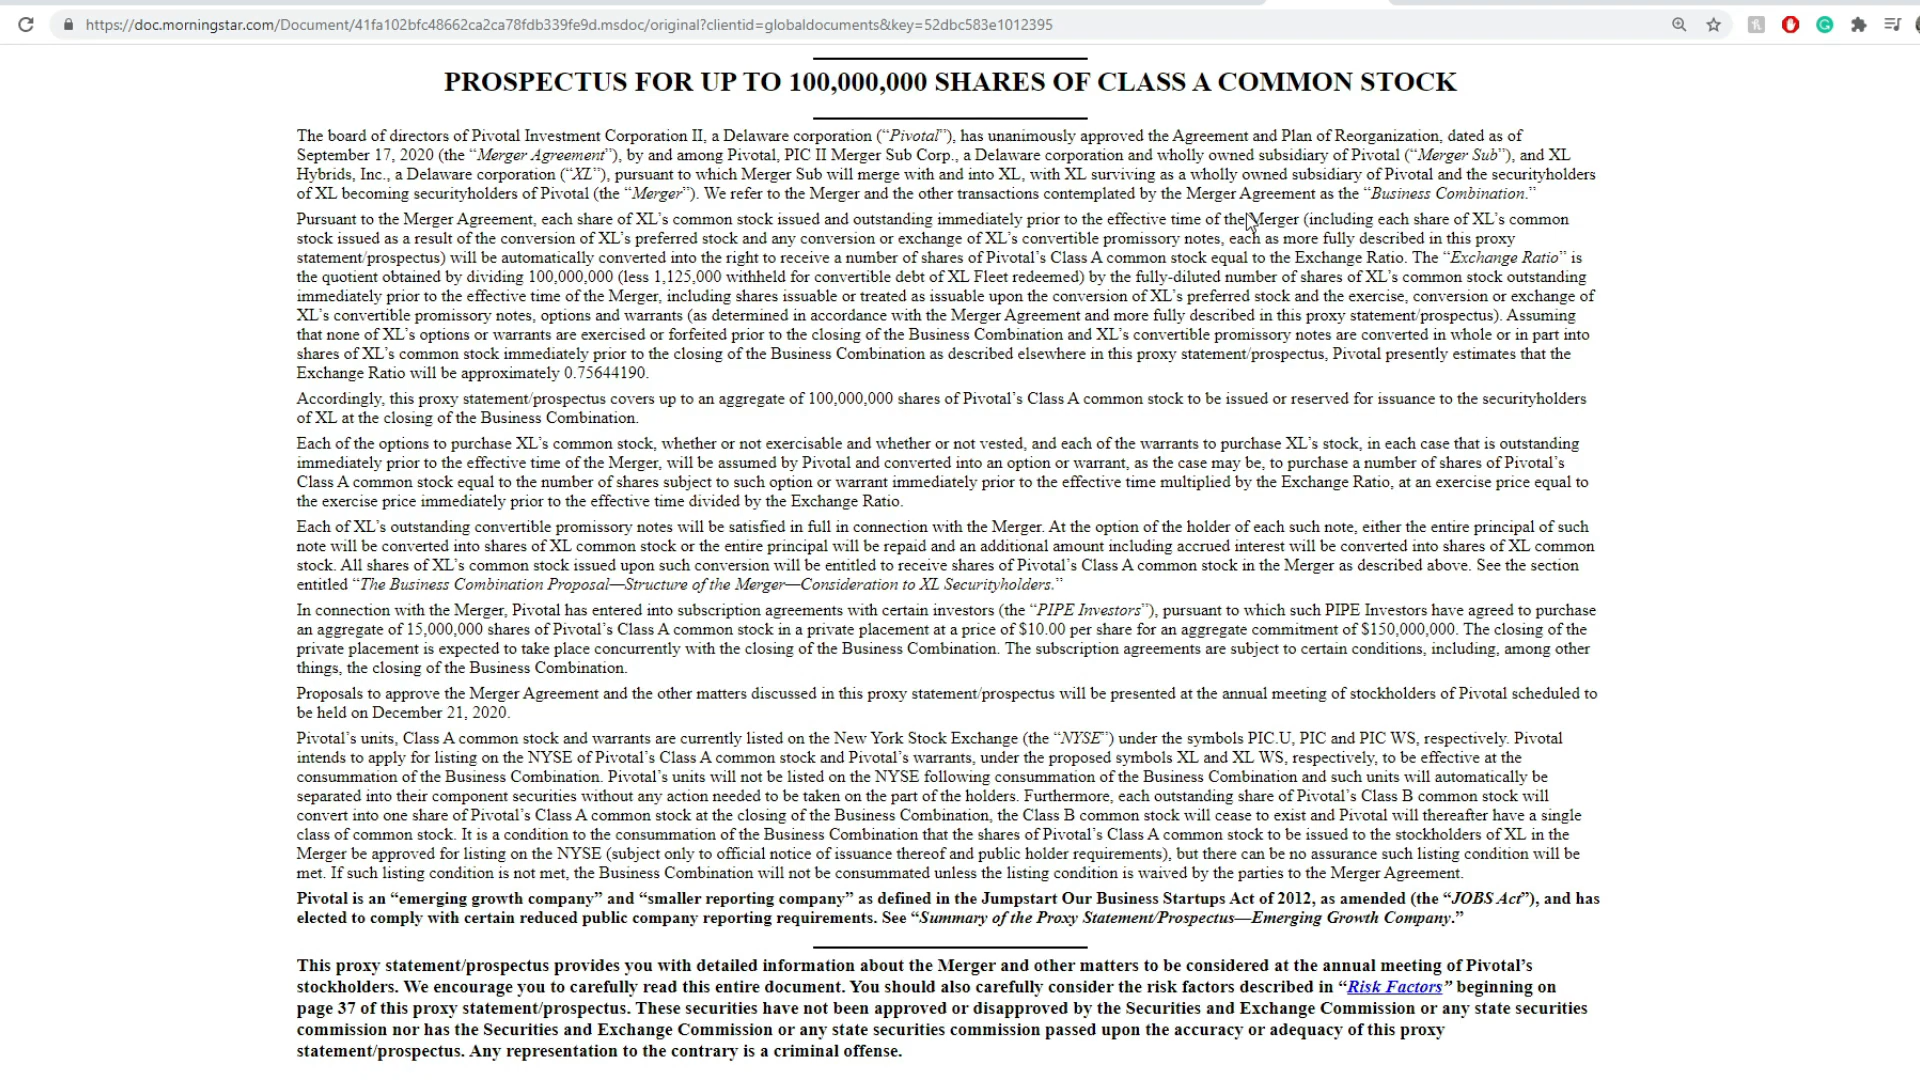 https://doc.morningstar.com/Document/41fa102bfc48662ca2ca78fdb339fe9d.msdoc/original?clientid=globaldocuments&key=52dbc583e1012395
PROSPECTUS FOR UP TO 100,000,000 SHARES OF CLASS A COMMON STOCK
The board of directors of Pivotal Investment Corporation II, a Delaware corporation (“Pivotal”), has unanimously approved the Agreement and Plan of Reorganization, dated as of
September 17, 2020 (the “Merger Agreement”), by and among Pivotal, PIC II Merger Sub Corp., a Delaware corporation and wholly owned subsidiary of Pivotal (“Merger Sub”), and XL
Hybrids, Inc., a Delaware corporation (“XL”), pursuant to which Merger Sub will merge with and into XL, with XL surviving as a wholly owned subsidiary of Pivotal and the securityholders
of XL becoming securityholders of Pivotal (the “Merger”). We refer to the Merger and the other transactions contemplated by the Merger Agreement as the “Business Combination.”
Pursuant to the Merger Agreement, each share of XL’s common stock issued and outstanding immediately prior to the effective time of the Merger (including each share of XL’s common
stock issued as a result of the conversion of XL’s preferred stock and any conversion or exchange of XL’s convertible promissory notes, each as more fully described in this proxy
statement/prospectus) will be automatically converted into the right to receive a number of shares of Pivotal’s Class A common stock equal to the Exchange Ratio. The “Exchange Ratio” is
the quotient obtained by dividing 100,000,000 (less 1,125,000 withheld for convertible debt of XL Fleet redeemed) by the fully-diluted number of shares of XL’s common stock outstanding
immediately prior to the effective time of the Merger, including shares issuable or treated as issuable upon the conversion of XL’s preferred stock and the exercise, conversion or exchange of
XL’s convertible promissory notes, options and warrants (as determined in accordance with the Merger Agreement and more fully described in this proxy statement/prospectus). Assuming
that none of XL’s options or warrants are exercised or forfeited prior to the closing of the Business Combination and XL’s convertible promissory notes are converted in whole or in part into
shares of XL’s common stock immediately prior to the closing of the Business Combination as described elsewhere in this proxy statement/prospectus, Pivotal presently estimates that the
Exchange Ratio will be approximately 0.75644190.
Accordingly, this proxy statement/prospectus covers up to an aggregate of 100,000,000 shares of Pivotal’s Class A common stock to be issued or reserved for issuance to the securityholders
of XL at the closing of the Business Combination.
Each of the options to purchase XL’s common stock, whether or not exercisable and whether or not vested, and each of the warrants to purchase XL’s stock, in each case that is outstanding
immediately prior to the effective time of the Merger, will be assumed by Pivotal and converted into an option or warrant, as the case may be, to purchase a number of shares of Pivotal’s
Class A common stock equal to the number of shares subject to such option or warrant immediately prior to the effective time multiplied by the Exchange Ratio, at an exercise price equal to
the exercise price immediately prior to the effective time divided by the Exchange Ratio.
Each of XL’s outstanding convertible promissory notes will be satisfied in full in connection with the Merger. At the option of the holder of each such note, either the entire principal of such
note will be converted into shares of XL common stock or the entire principal will be repaid and an additional amount including accrued interest will be converted into shares of XL common
stock. All shares of XL’s common stock issued upon such conversion will be entitled to receive shares of Pivotal’s Class A common stock in the Merger as described above. See the section
entitled “The Business Combination Proposal—Structure of the Merger—Consideration to XL Securityholders.”
In connection with the Merger, Pivotal has entered into subscription agreements with certain investors (the “PIPE Investors”), pursuant to which such PIPE Investors have agreed to purchase
an aggregate of 15,000,000 shares of Pivotal’s Class A common stock in a private placement at a price of $10.00 per share for an aggregate commitment of $150,000,000. The closing of the
private placement is expected to take place concurrently with the closing of the Business Combination. The subscription agreements are subject to certain conditions, including, among other
things, the closing of the Business Combination.
Proposals to approve the Merger Agreement and the other matters discussed in this proxy statement/prospectus will be presented at the annual meeting of stockholders of Pivotal scheduled to
be held on December 21, 2020.
Pivotal’s units, Class A common stock and warrants are currently listed on the New York Stock Exchange (the “NYSE”) under the symbols PIC.U, PIC and PIC WS, respectively. Pivotal
intends to apply for listing on the NYSE of Pivotal’s Class A common stock and Pivotal’s warrants, under the proposed symbols XL and XL WS, respectively, to be effective at the
consummation of the Business Combination. Pivotal’s units will not be listed on the NYSE following consummation of the Business Combination and such units will automatically be
separated into their component securities without any action needed to be taken on the part of the holders. Furthermore, each outstanding share of Pivotal’s Class B common stock will
convert into one share of Pivotal’s Class A common stock at the closing of the Business Combination, the Class B common stock will cease to exist and Pivotal will thereafter have a single
class of common stock. It is a condition to the consummation of the Business Combination that the shares of Pivotal’s Class A common stock to be issued to the stockholders of XL in the
Merger be approved for listing on the NYSE (subject only to official notice of issuance thereof and public holder requirements), but there can be no assurance such listing condition will be
met. If such listing condition is not met, the Business Combination will not be consummated unless the listing condition is waived by the parties to the Merger Agreement.
Pivotal is an “emerging growth company” and “smaller reporting company” as defined in the Jumpstart Our Business Startups Act of 2012, as amended (the “JOBS Act”), and has
elected to comply with certain reduced public company reporting requirements. See “Summary of the Proxy Statement/Prospectus—Emerging Growth Company.”
This proxy statement/prospectus provides you with detailed information about the Merger and other matters to be considered at the annual meeting of Pivotal’s
stockholders. We encourage you to carefully read this entire document. You should also carefully consider the risk factors described in “Risk Factors” beginning on
page 37 of this proxy statement/prospectus. These securities have not been approved or disapproved by the Securities and Exchange Commission or any state securities
commission nor has the Securities and Exchange Commission or any state securities commission passed upon the accuracy or adequacy of this proxy
statement/prospectus. Any representation to the contrary is a criminal offense.